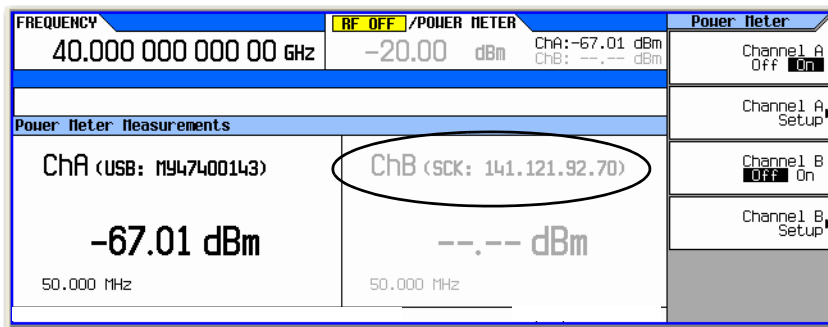 FREQUENCY
40.000 000 000 00 GHz
RF OFF /POWER METER
-20.00 dBm
ChA:-67.01 dBm
ChB: --.-- dBm
Power Meter Measurements
ChA (USB: MY47400143)
-67.01 dBm
50.000 MHz
ChB (SCK: 141.121.92.70)
--.-- dBm
50.000 MHz
Power Meter
Channel A
Off On
Channel A
Setup
Channel B
Off On
Channel B
Setup